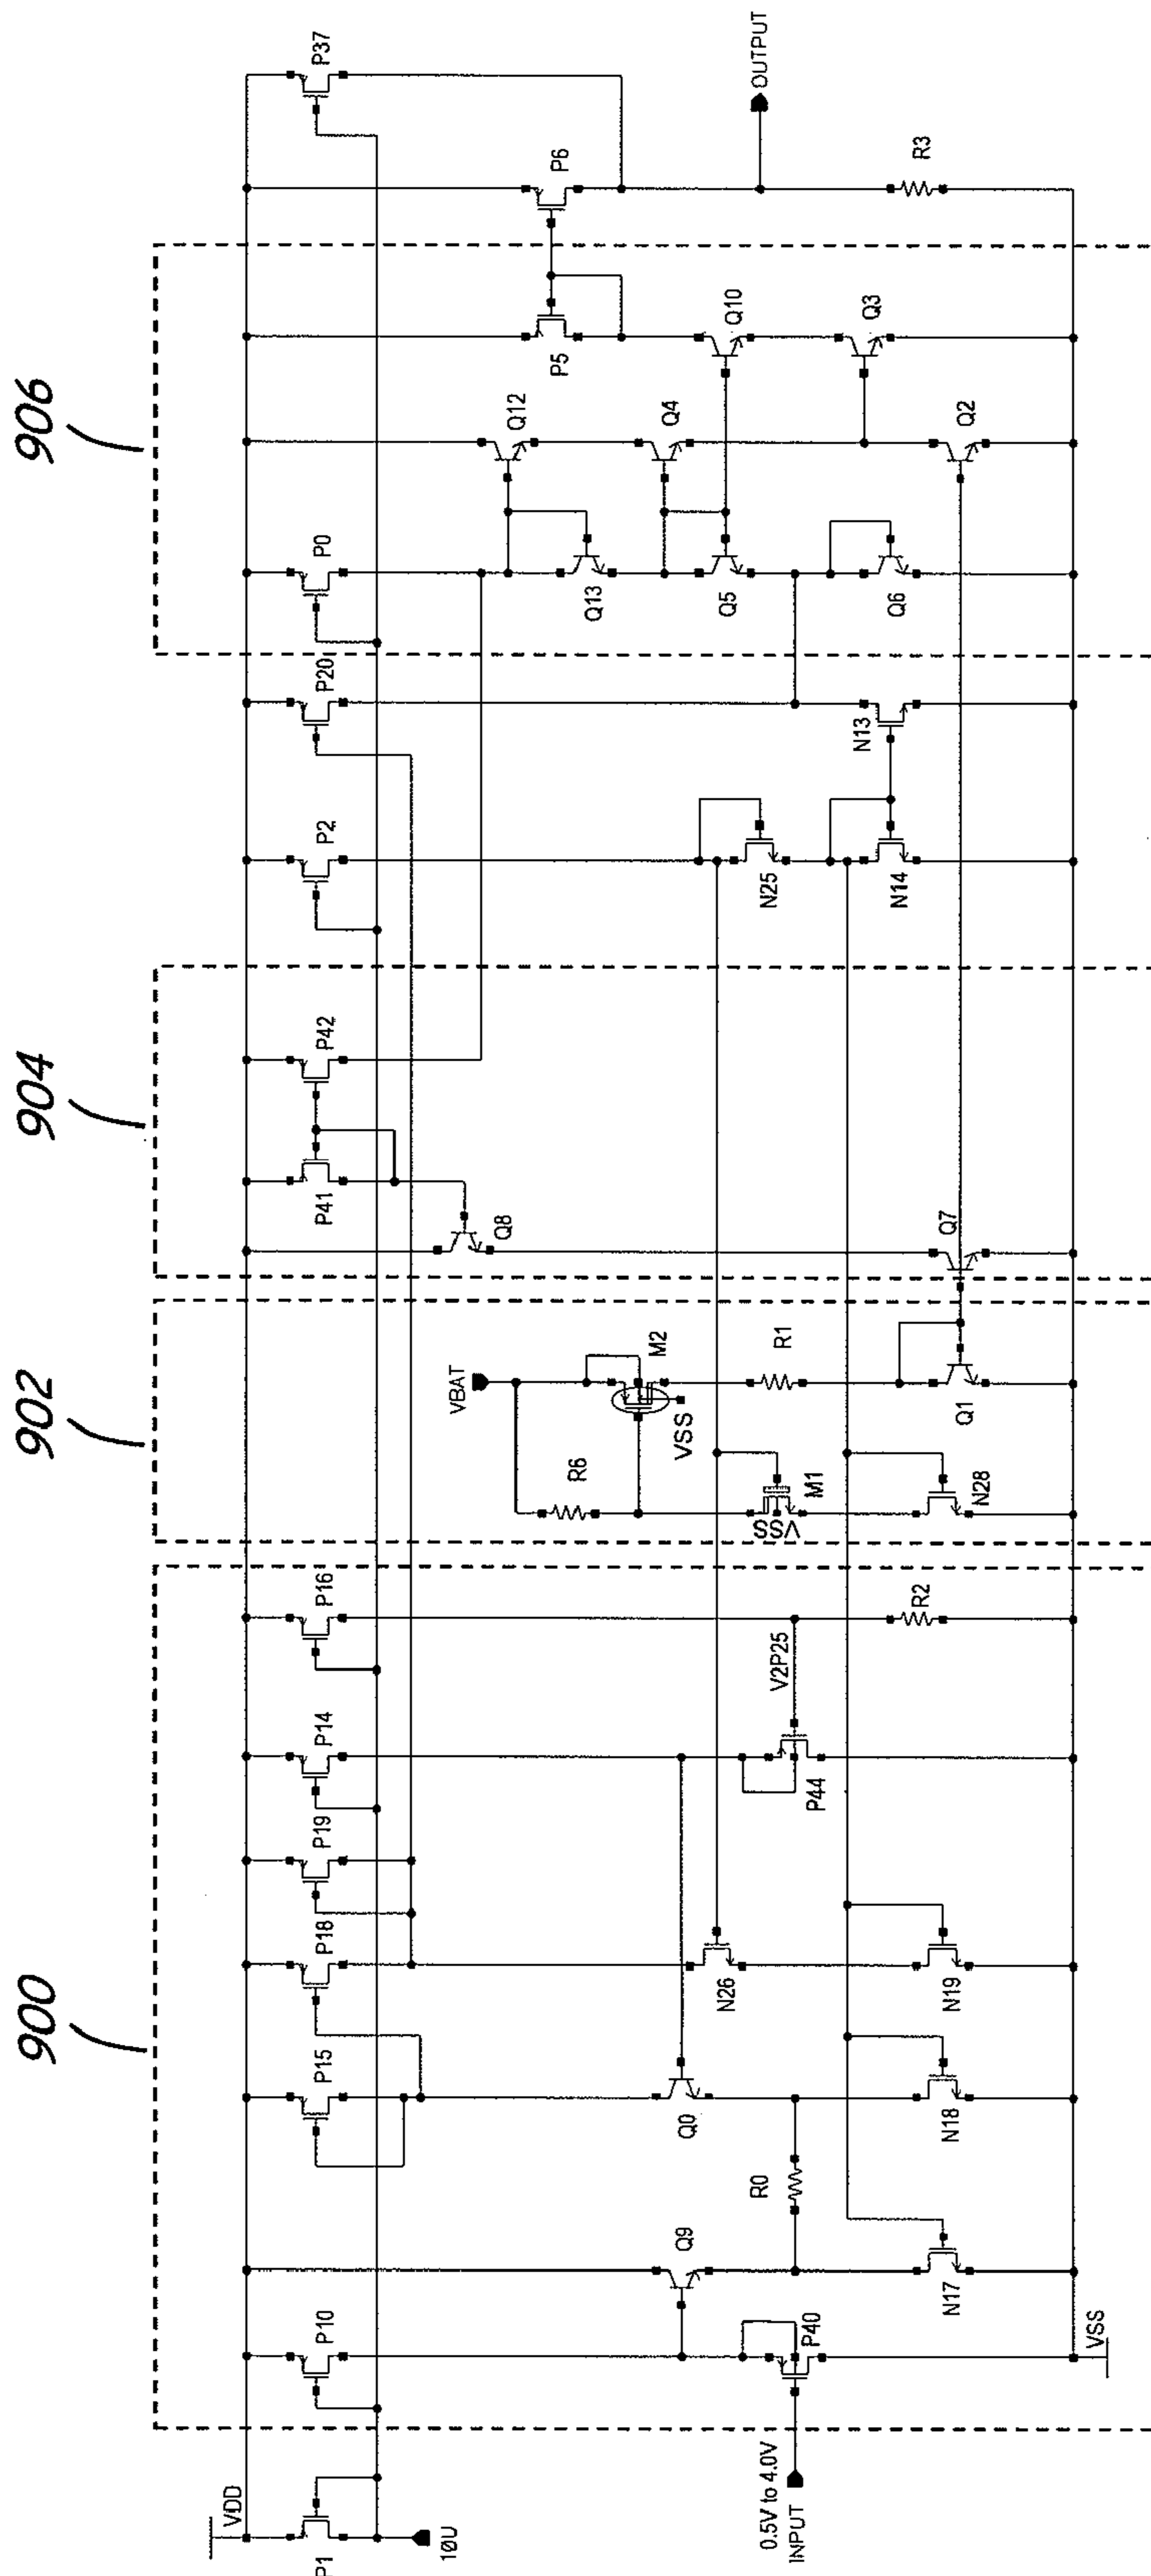 900
902
904
906
VDD
P1
P10
P15
P18
P19
P14
P16
P41
P42
P2
P20
P0
P37
10U
Q8
VBAT
Q12
P5
P6
R6
M2
Q13
Q9
Q0
VSS
Q4
Q10
OUTPUT
R0
N26
V2P25
M1
VSS
R1
N25
Q5
0.5V to 4.0V
INPUT
P40
P44
N17
N18
N19
R2
N28
Q1
Q7
N14
N13
Q6
Q2
Q3
R3
VSS